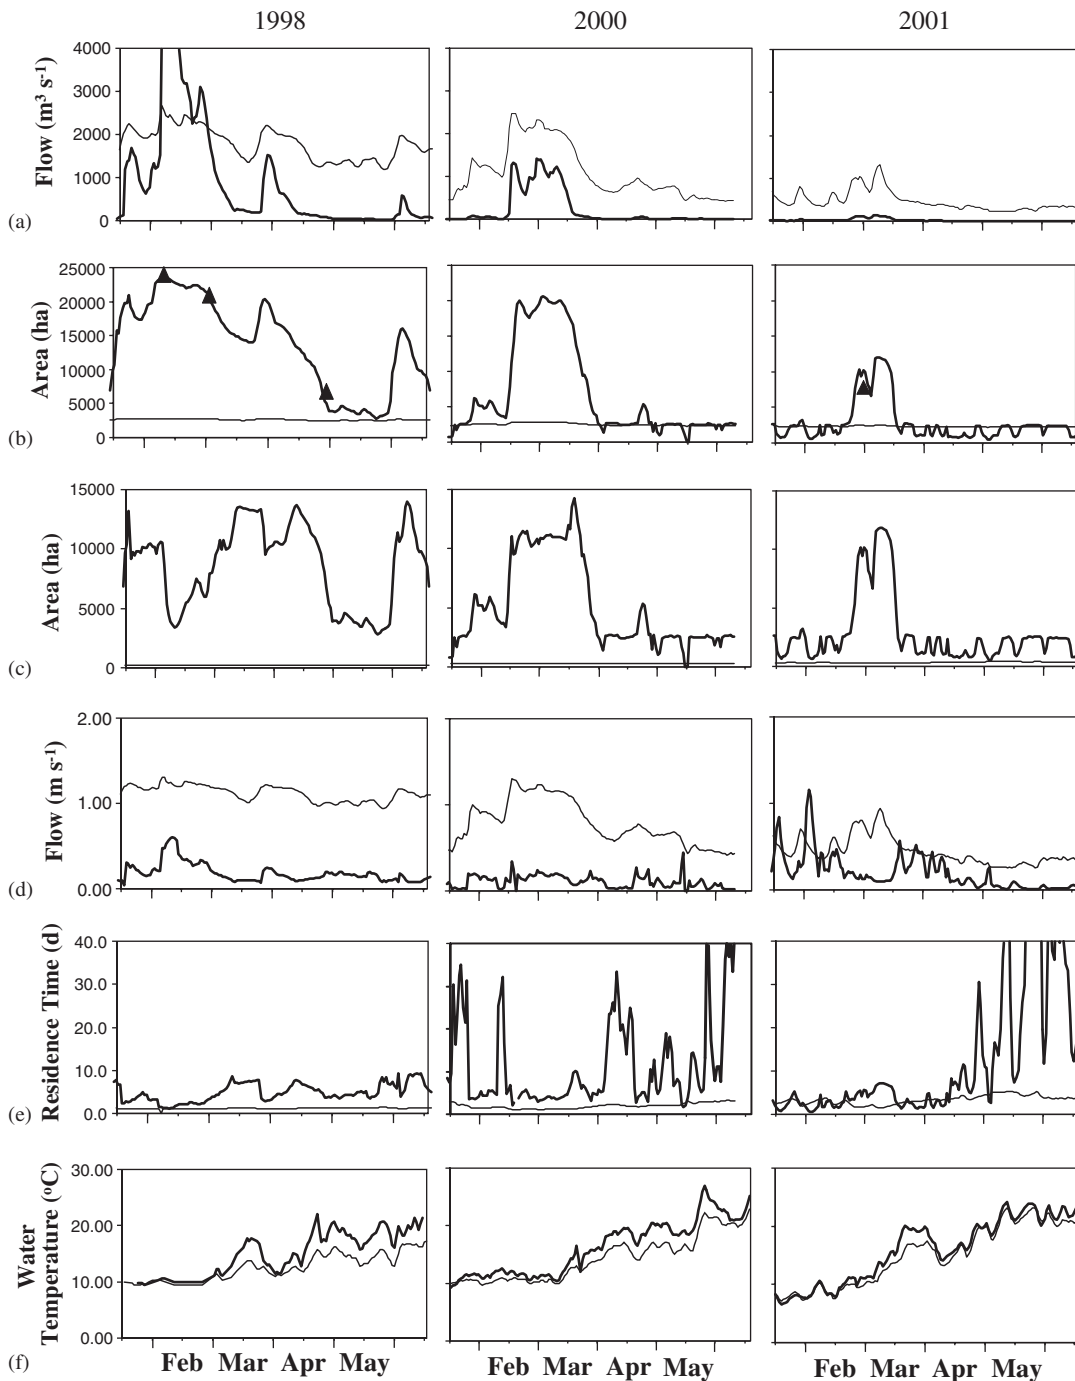 1998 2000 2001
(a)
Flow (m³ s⁻¹)
4000
3000
2000
1000
0
(b)
Area (ha)
25000
20000
15000
10000
5000
0
(c)
Area (ha)
15000
10000
5000
0
(d)
Flow (m s⁻¹)
2.00
1.00
0.00
(e)
Residence Time (d)
40.0
30.0
20.0
10.0
0.0
(f)
Water
Temperature (ºC)
30.00
20.00
10.00
0.00
Feb Mar Apr May Feb Mar Apr May Feb Mar Apr May